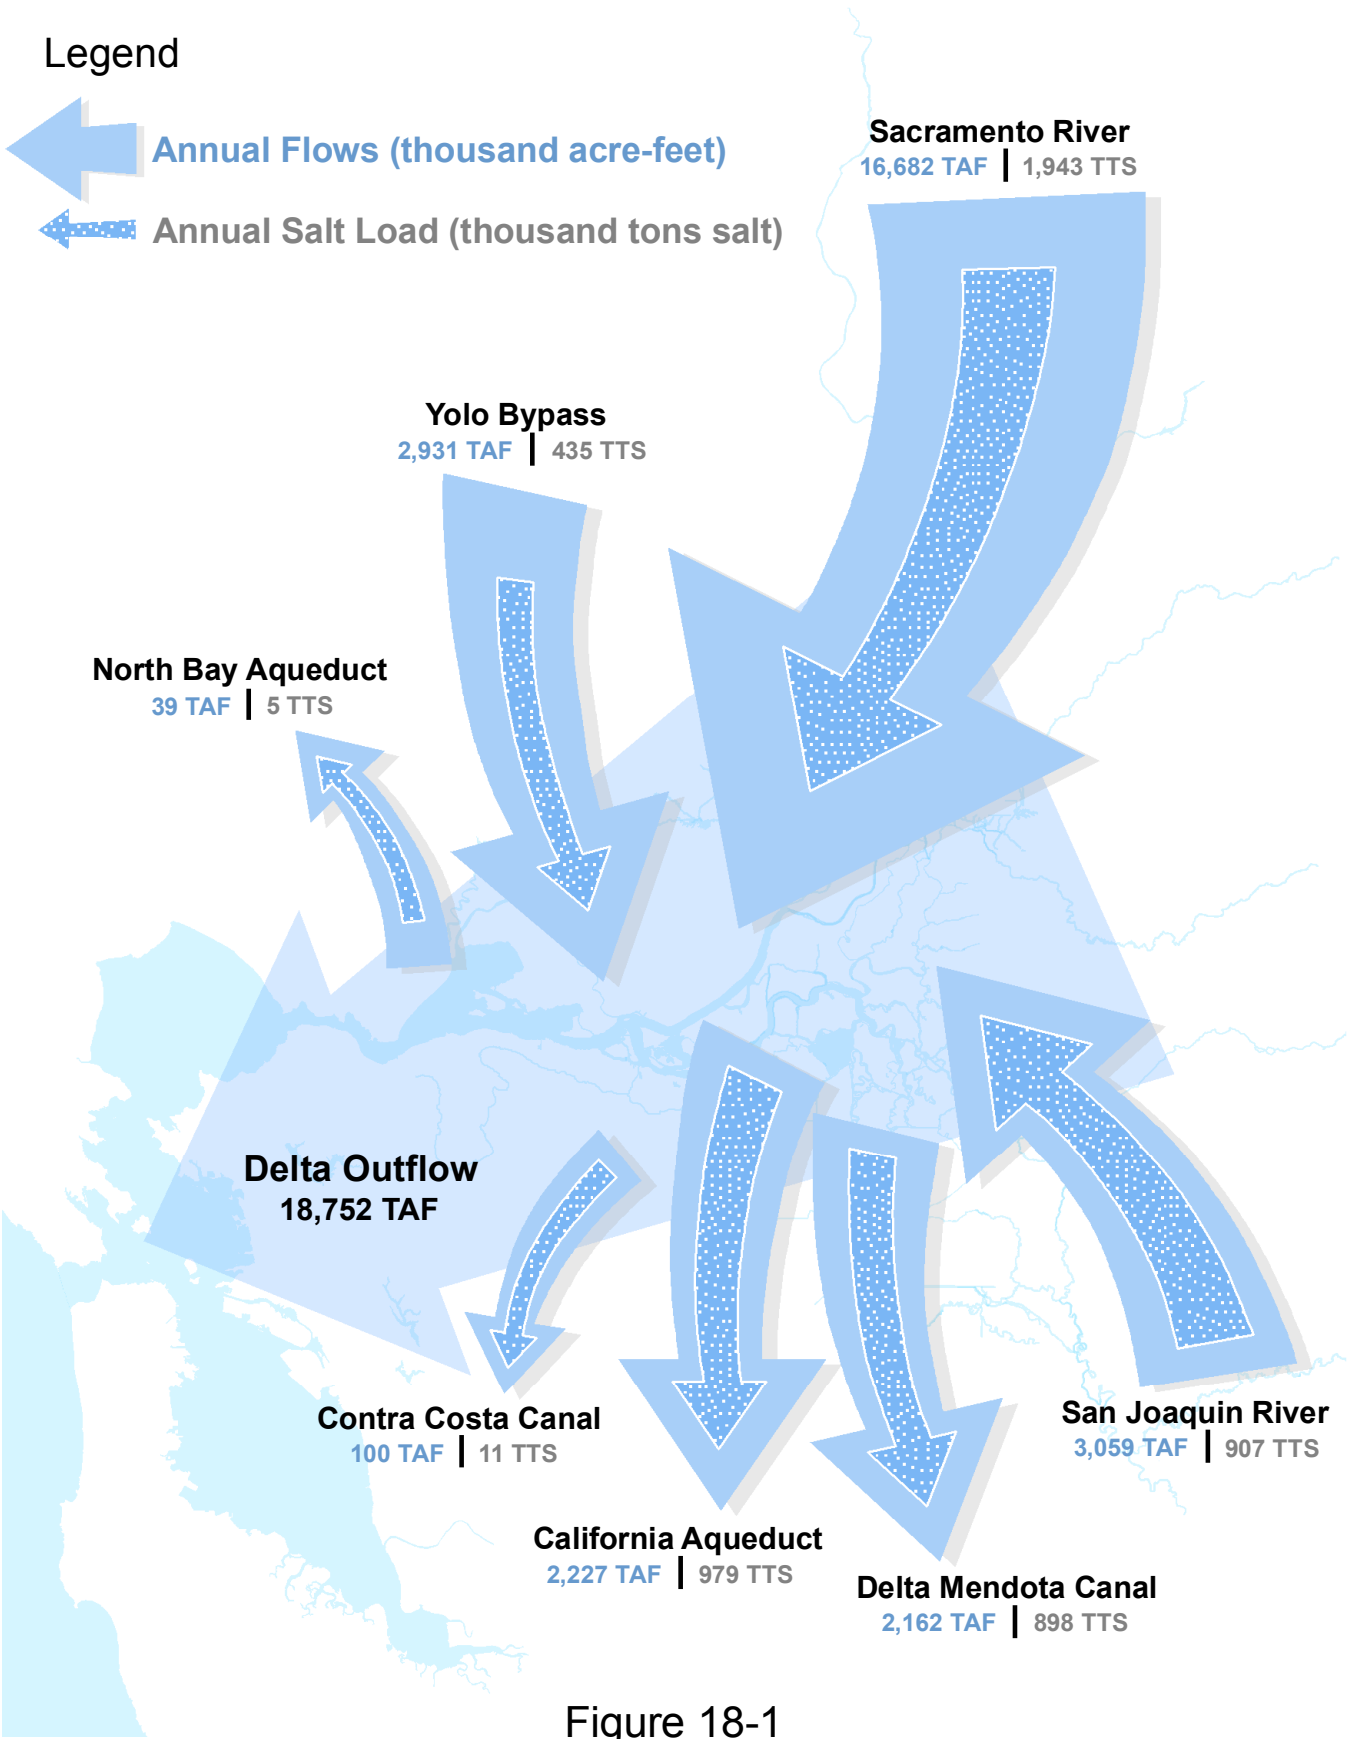 Legend
Annual Flows (thousand acre-feet)
Annual Salt Load (thousand tons salt)
Sacramento River
16,682 TAF | 1,943 TTS
Yolo Bypass
2,931 TAF | 435 TTS
North Bay Aqueduct
39 TAF | 5 TTS
Delta Outflow
18,752 TAF
Contra Costa Canal
100 TAF | 11 TTS
San Joaquin River
3,059 TAF | 907 TTS
California Aqueduct
2,227 TAF | 979 TTS
Delta Mendota Canal
2,162 TAF | 898 TTS
Figure 18-1